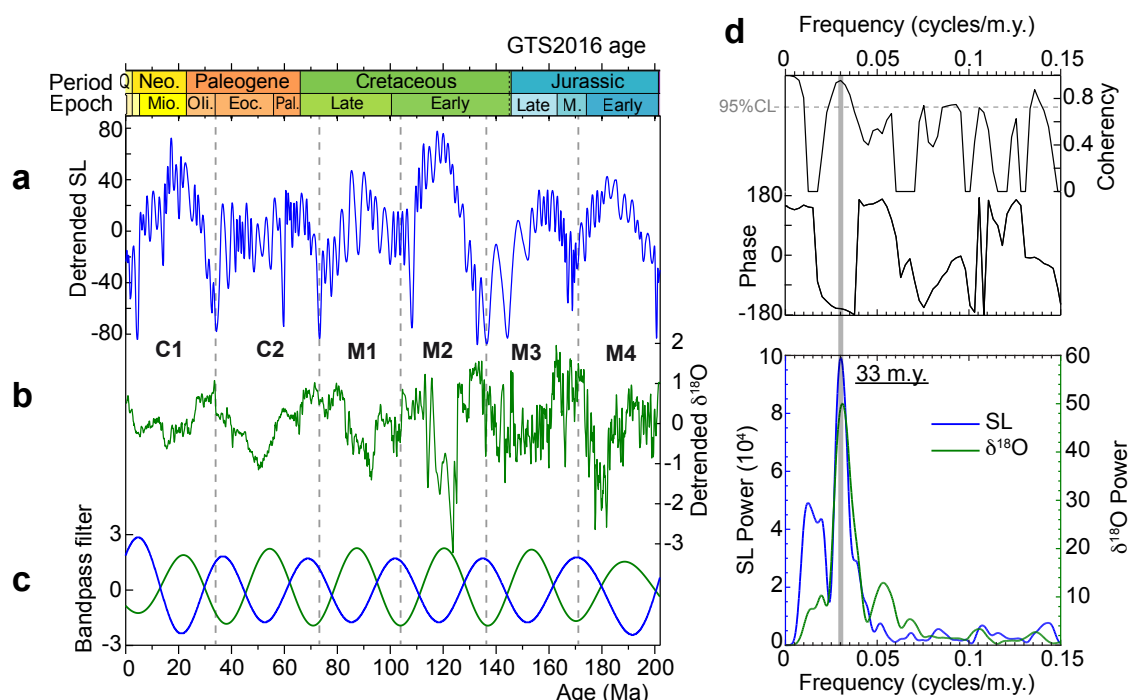 GTS2016 age
Period Q Neo. Paleogene Cretaceous Jurassic
Epoch Mio. Oli. Eoc. Pal. Late Early Late M. Early
a
Detrended SL
80
40
0
-40
-80
C1 C2 M1 M2 M3 M4
b
Detrended δ18O
2
1
0
-1
-2
-3
c
Bandpass filter
3
0
-3
0 20 40 60 80 100 120 140 160 180 200
Age (Ma)
d
Frequency (cycles/m.y.)
0 0.05 0.1 0.15
95%CL
0.8
0.4
0
Coherency
180
0
-180
Phase
33 m.y.
SL
δ18O
SL Power (10⁴)
10
8
6
4
2
0
δ18O Power
60
50
40
30
20
10
15
0 0.05 0.1 0.15
Frequency (cycles/m.y.)